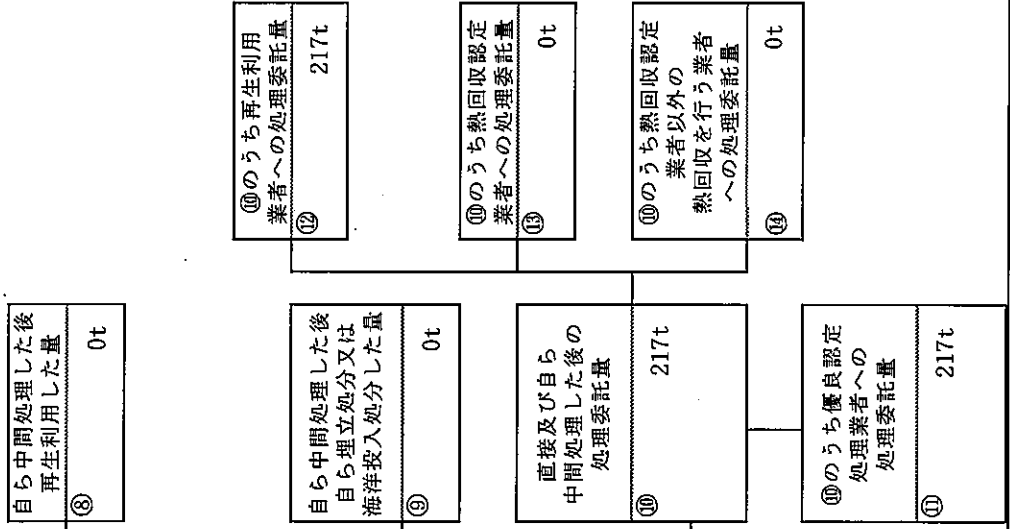 自ら中間処理した後
再生利用した量
⑧
0t
自ら中間処理した後
自ら埋立処分又は
海洋投入処分した量
⑨
0t
直接及び自ら
中間処理した後の
処理委託量
⑩
217t
⑩のうち優良認定
処理業者への
処理委託量
⑪
217t
⑩のうち再生利用
業者への処理委託量
⑫
217t
⑩のうち熱回収認定
業者への処理委託量
⑬
0t
⑩のうち熱回収認定
業者以外の
熱回収を行う業者
への処理委託量
⑭
0t